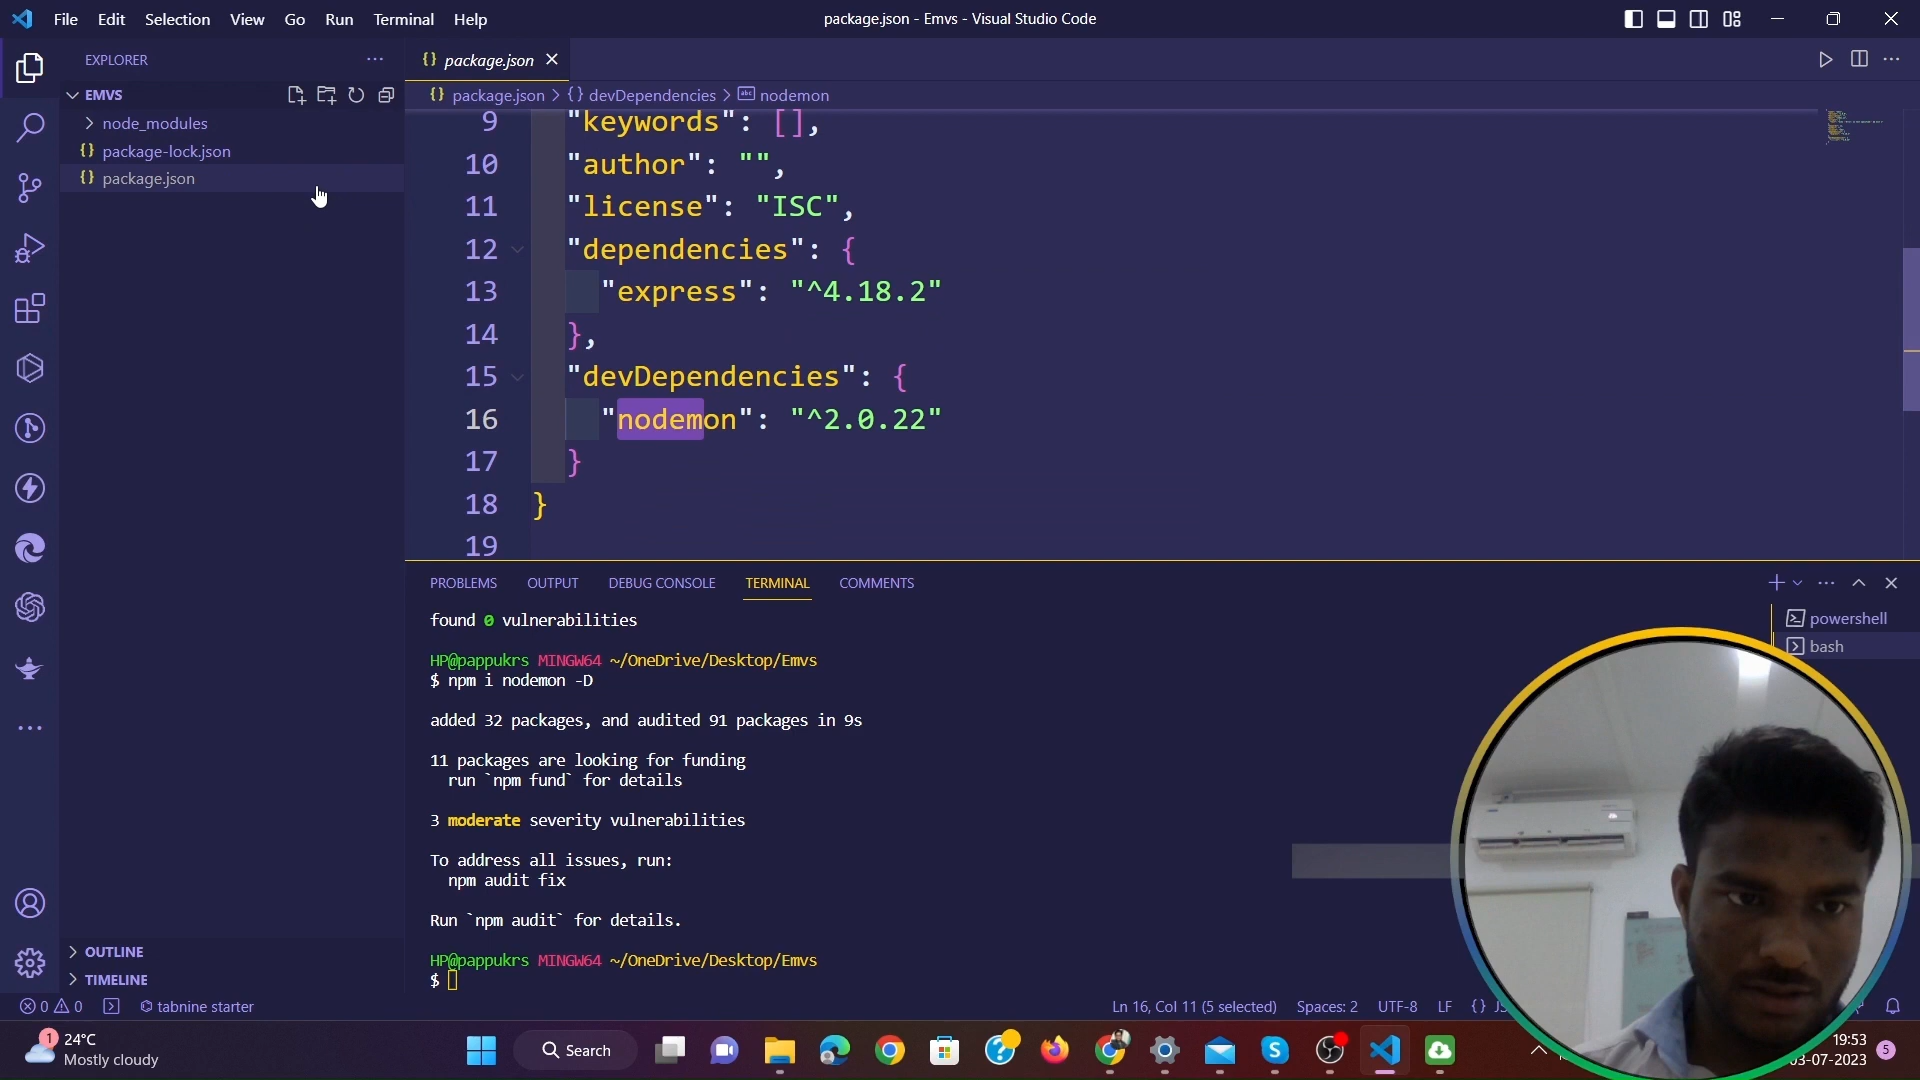 File Edit Selection View Go Run Terminal Help
package.json - Emvs - Visual Studio Code
EXPLORER
EMVS
node_modules
{} package-lock.json
{} package.json
{} package.json
{} package.json > {} devDependencies > nodemon
9 "keywords": [],
10 "author": "",
11 "license": "ISC",
12 "dependencies": {
13 "express": "^4.18.2"
14 },
15 "devDependencies": {
16 "nodemon": "^2.0.22"
17 }
18 }
19
PROBLEMS OUTPUT DEBUG CONSOLE TERMINAL COMMENTS
powershell
bash
found 0 vulnerabilities
HP@pappukrs MINGW64 ~/OneDrive/Desktop/Emvs
$ npm i nodemon -D
added 32 packages, and audited 91 packages in 9s
11 packages are looking for funding
run `npm fund` for details
3 moderate severity vulnerabilities
To address all issues, run:
npm audit fix
Run `npm audit` for details.
HP@pappukrs MINGW64 ~/OneDrive/Desktop/Emvs
$
OUTLINE
TIMELINE
0 0 tabnine starter
Ln 16, Col 11 (5 selected) Spaces: 2 UTF-8 LF {}
1 24°C
Mostly cloudy
Search
19:53
03-07-2023
5